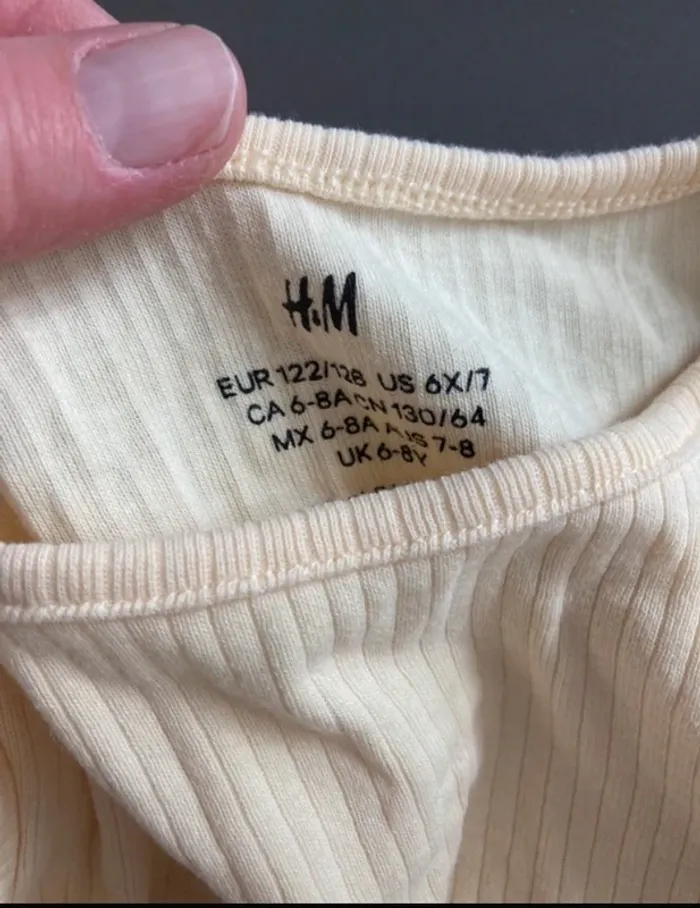 H&M
EUR 122/128 US 6X/7
CA 6-8A CN 130/64
MX 6-8A AUS 7-8
UK 6-8Y